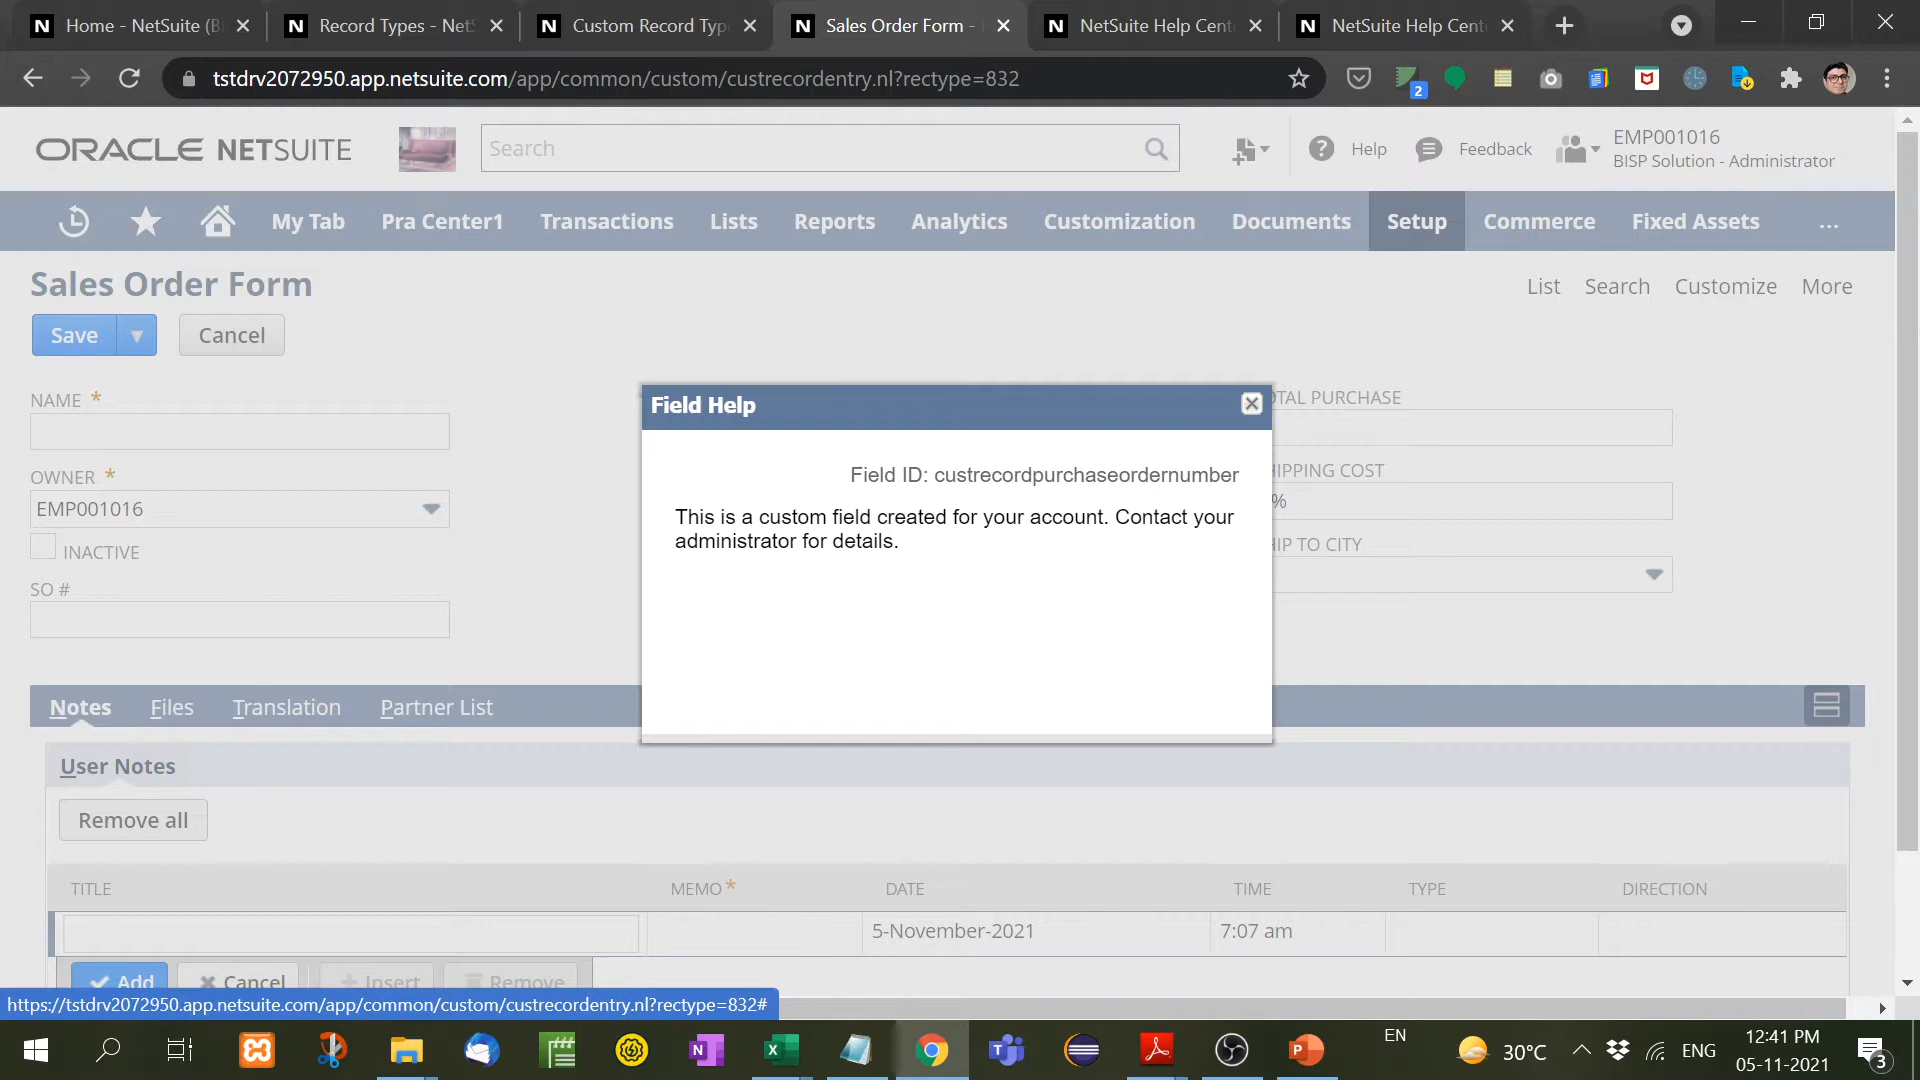 Home - NetSuite (B
Record Types - Net
Custom Record Typ
Sales Order Form -
NetSuite Help Cent
NetSuite Help Cent
tstdrv2072950.app.netsuite.com/app/common/custom/custrecordentry.nl?rectype=832
2
ORACLE NETSUITE
Search
Help
Feedback
EMP001016
BISP Solution - Administrator
My Tab
Pra Center1
Transactions
Lists
Reports
Analytics
Customization
Documents
Setup
Commerce
Fixed Assets
...
Sales Order Form
List
Search
Customize
More
Save
Cancel
NAME *
OWNER *
EMP001016
INACTIVE
SO #
Field Help
Field ID: custrecordpurchaseordernumber
This is a custom field created for your account. Contact your
administrator for details.
OTAL PURCHASE
HIPPING COST
%
HIP TO CITY
Notes
Files
Translation
Partner List
User Notes
Remove all
TITLE
MEMO *
DATE
TIME
TYPE
DIRECTION
5-November-2021
7:07 am
Add
Cancel
Insert
Remove
https://tstdrv2072950.app.netsuite.com/app/common/custom/custrecordentry.nl?rectype=832#
EN
30°C
ENG
12:41 PM
05-11-2021
3